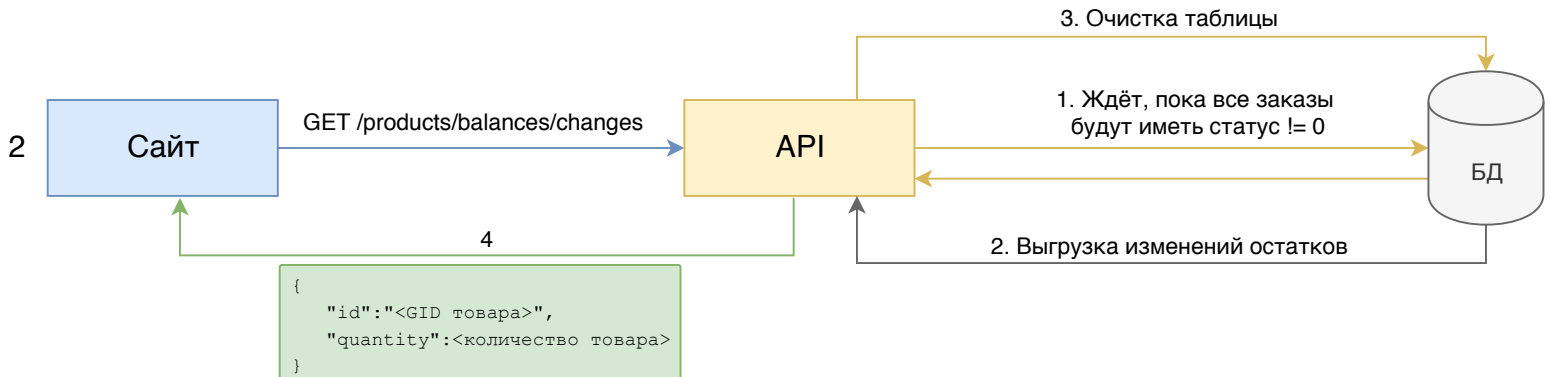 3. Очистка таблицы
1. Ждёт, пока все заказы
будут иметь статус != 0
GET /products/balances/changes
2
Сайт
API
БД
4
2. Выгрузка изменений остатков
{
"id":"<GID товара>",
"quantity":<количество товара>
}